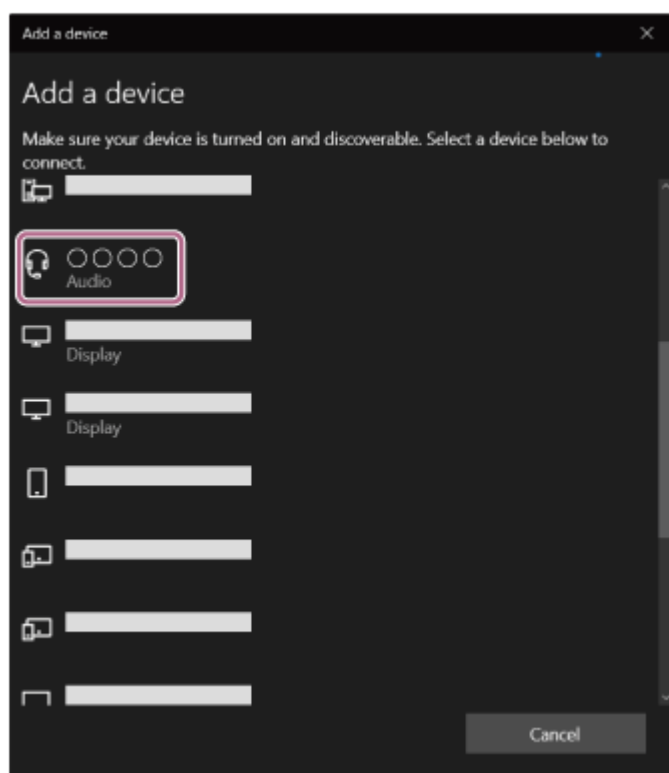 Add a device
Add a device
Make sure your device is turned on and discoverable. Select a device below to
connect.
○○○○
Audio
Display
Display
Cancel